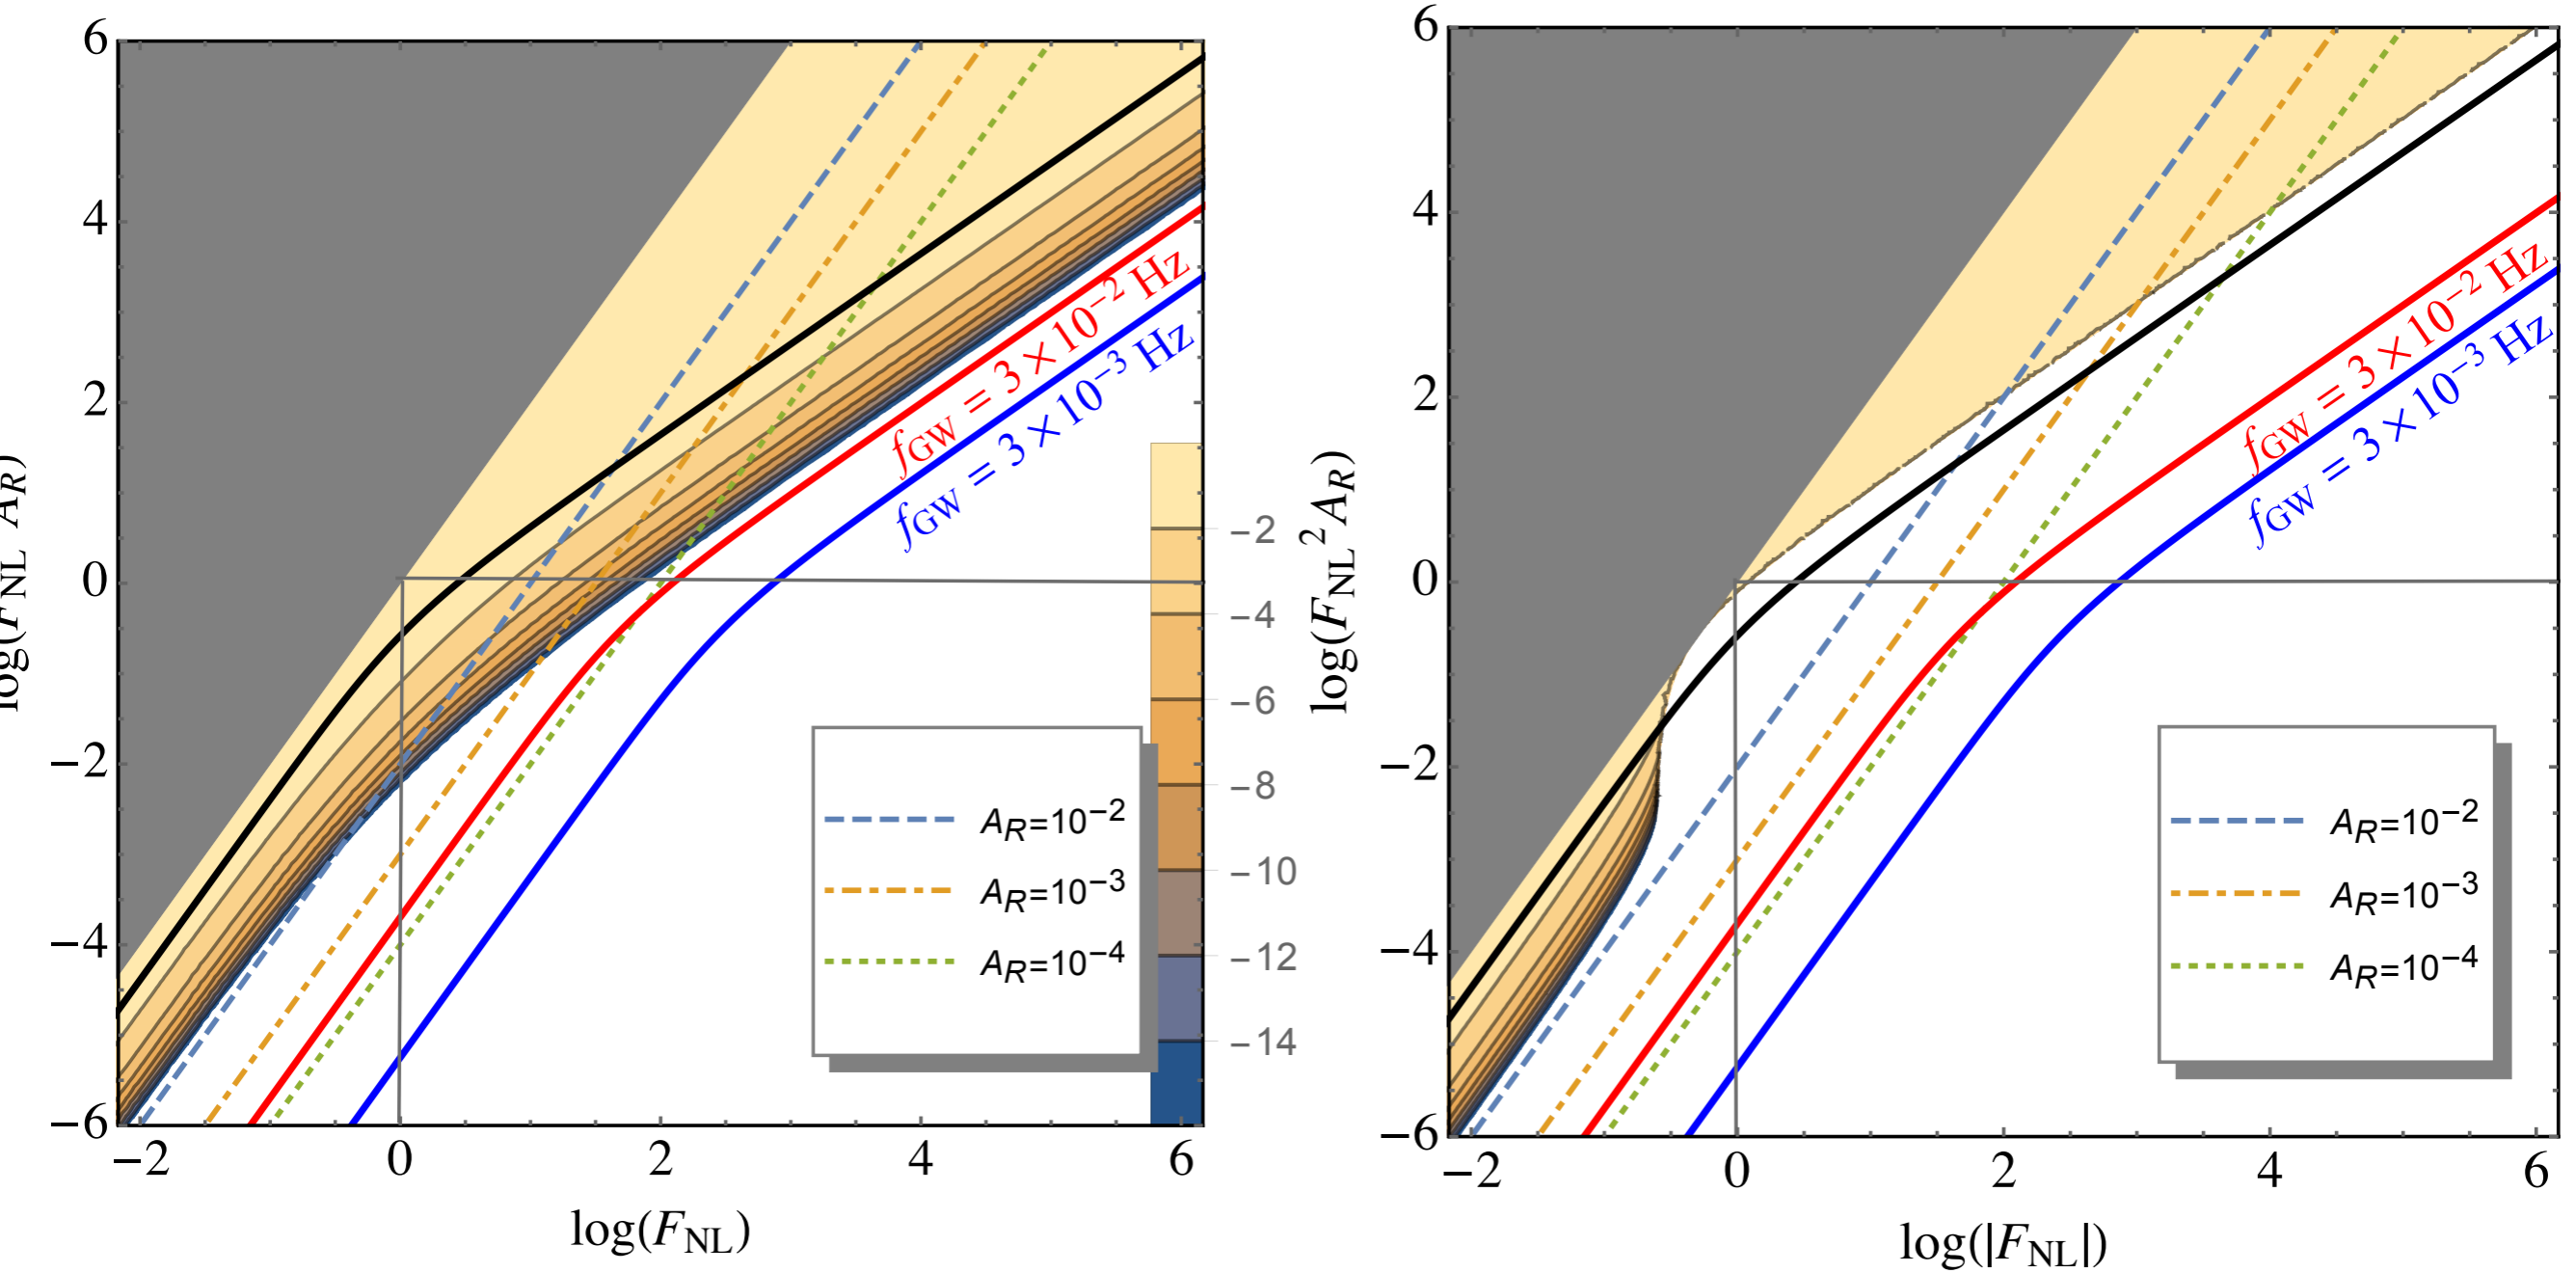 6
4
2
0
−2
−4
−6
−2 0 2 4 6
log(F_NL)
f_GW = 3 × 10^−2 Hz
f_GW = 3 × 10^−3 Hz
A_R=10^−2
A_R=10^−3
A_R=10^−4
−2
−4
−6
−8
−10
−12
−14
log(F_NL^2 A_R)
6
4
2
0
−2
−4
−6
−2 0 2 4 6
log(|F_NL|)
f_GW = 3 × 10^−2 Hz
f_GW = 3 × 10^−3 Hz
A_R=10^−2
A_R=10^−3
A_R=10^−4